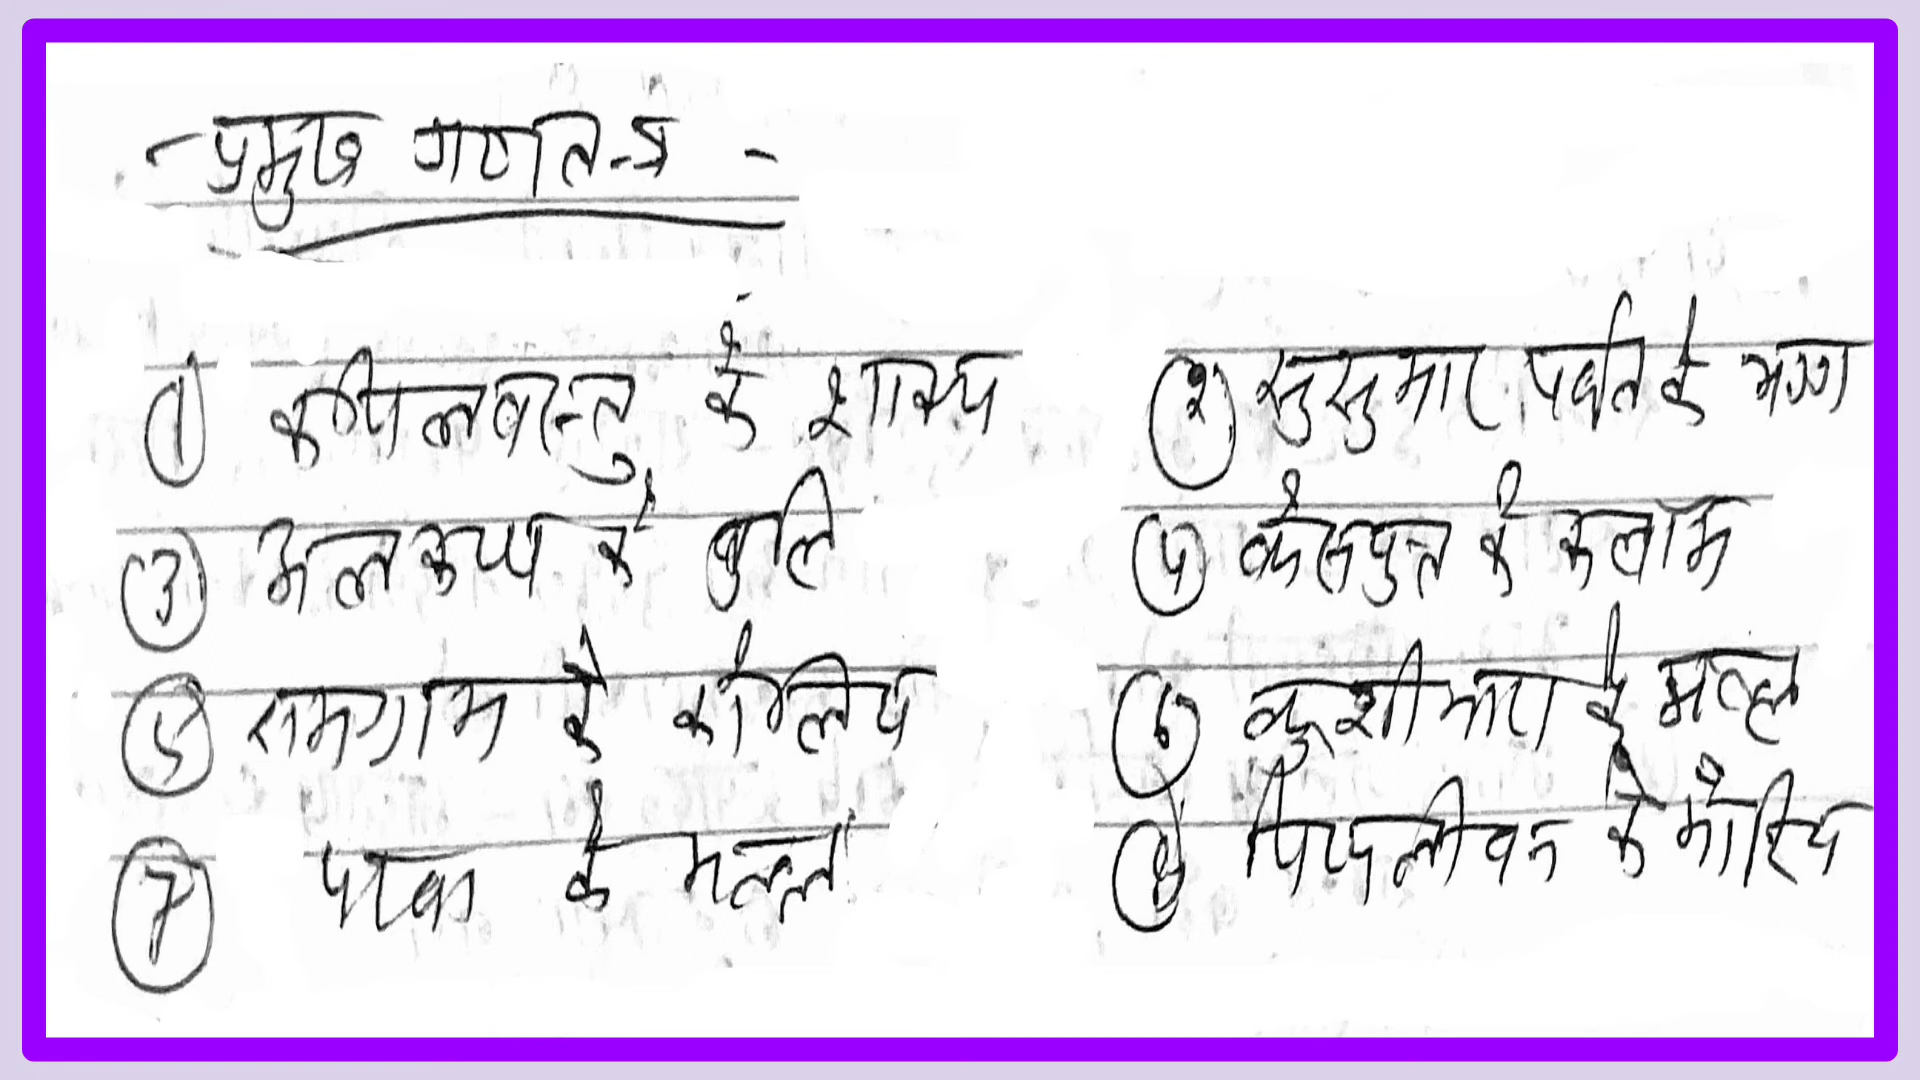 - प्रमुख गणतन्त्र -
① कपिलवस्तु के शाक्य
② सुसुमार पर्वत के भग्ग
③ अलकप्प के बुलि
④ केसपुत्त के कलाम
⑤ रामग्राम के कोलिय
⑥ कुशीनारा के मल्ल
⑦ पावा के मल्ल
⑧ पिप्पलीवन के मोरिय